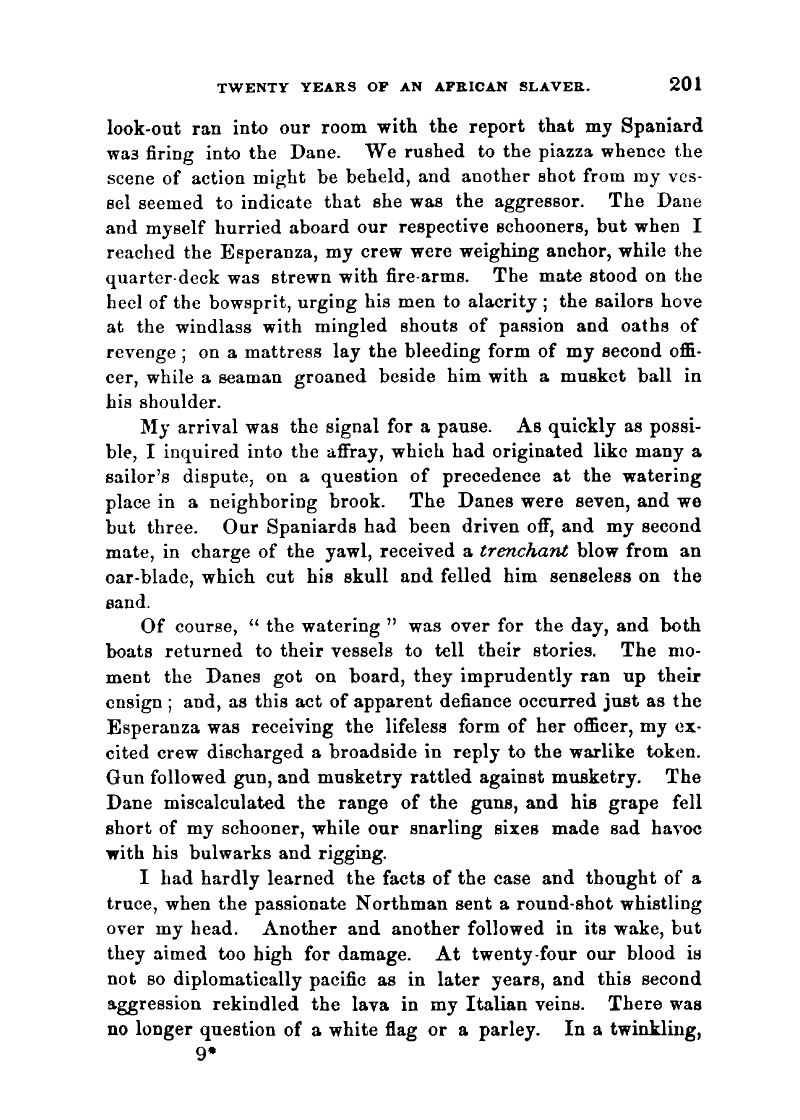 TWENTY YEARS OF AN AFRICAN SLAVER. 201
look-out ran into our room with the report that my Spaniard
was firing into the Dane. We rushed to the piazza whence the
scene of action might be beheld, and another shot from my ves-
sel seemed to indicate that she was the aggressor. The Dane
and myself hurried aboard our respective schooners, but when I
reached the Esperanza, my crew were weighing anchor, while the
quarter-deck was strewn with fire-arms. The mate stood on the
heel of the bowsprit, urging his men to alacrity ; the sailors hove
at the windlass with mingled shouts of passion and oaths of
revenge ; on a mattress lay the bleeding form of my second offi-
cer, while a seaman groaned beside him with a musket ball in
his shoulder.
My arrival was the signal for a pause. As quickly as possi-
ble, I inquired into the affray, which had originated like many a
sailor's dispute, on a question of precedence at the watering
place in a neighboring brook. The Danes were seven, and we
but three. Our Spaniards had been driven off, and my second
mate, in charge of the yawl, received a trenchant blow from an
oar-blade, which cut his skull and felled him senseless on the
sand.
Of course, “ the watering ” was over for the day, and both
boats returned to their vessels to tell their stories. The mo-
ment the Danes got on board, they imprudently ran up their
ensign ; and, as this act of apparent defiance occurred just as the
Esperanza was receiving the lifeless form of her officer, my ex-
cited crew discharged a broadside in reply to the warlike token.
Gun followed gun, and musketry rattled against musketry. The
Dane miscalculated the range of the guns, and his grape fell
short of my schooner, while our snarling sixes made sad havoc
with his bulwarks and rigging.
I had hardly learned the facts of the case and thought of a
truce, when the passionate Northman sent a round-shot whistling
over my head. Another and another followed in its wake, but
they aimed too high for damage. At twenty-four our blood is
not so diplomatically pacific as in later years, and this second
aggression rekindled the lava in my Italian veins. There was
no longer question of a white flag or a parley. In a twinkling,
9*